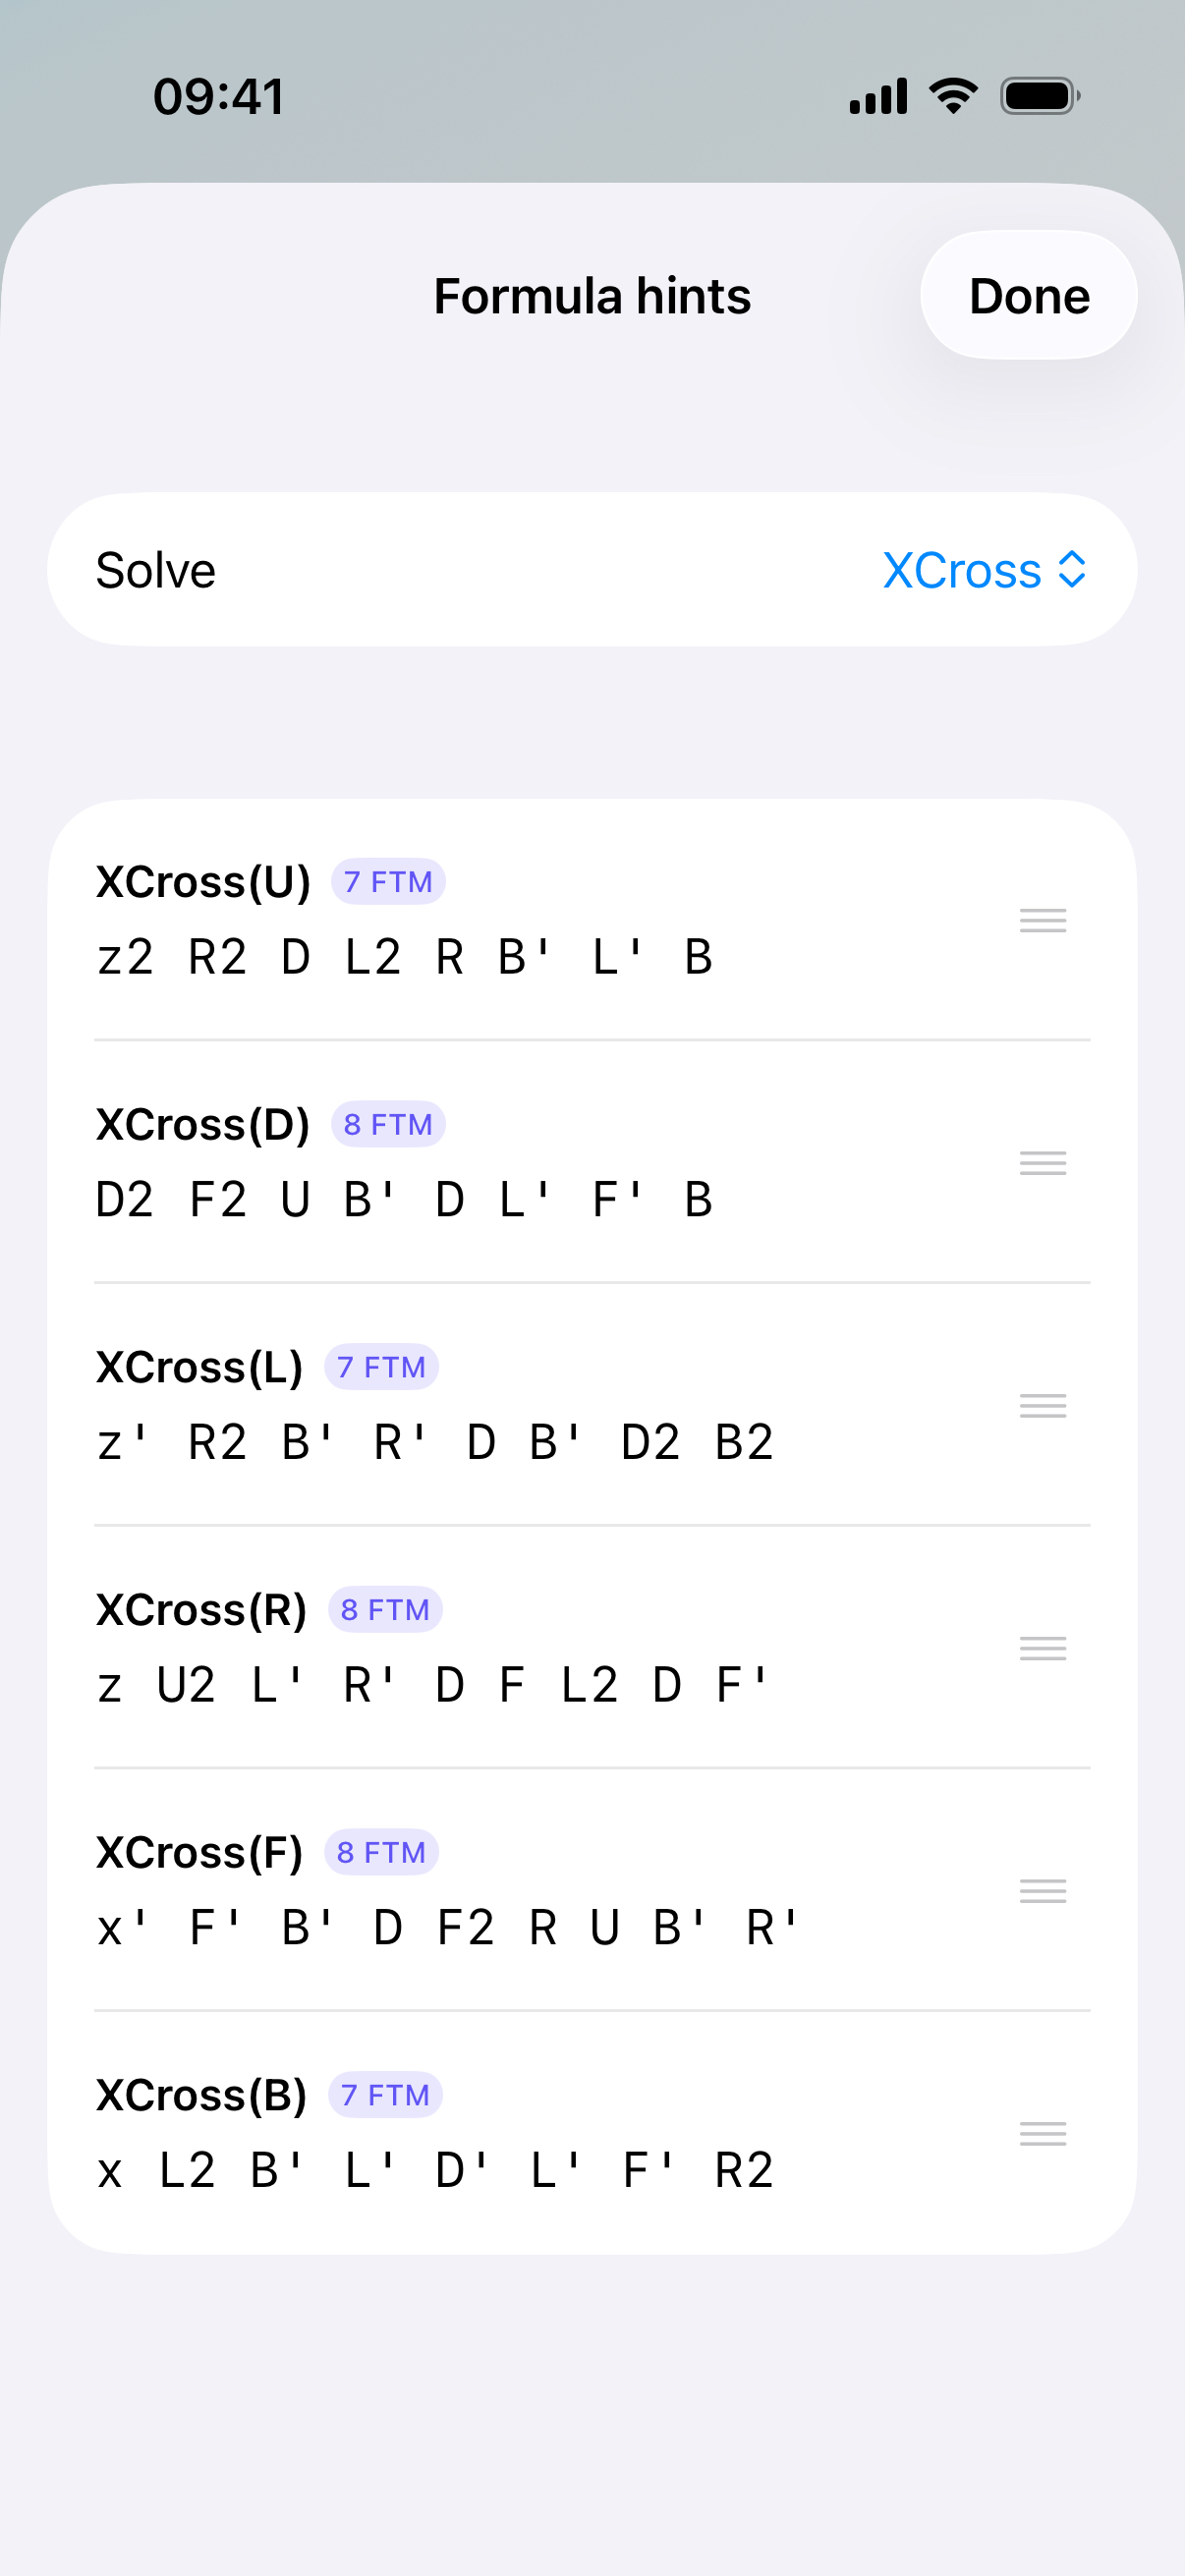 09:41
Formula hints
Done
Solve
XCross
XCross(U) 7 FTM
z2 R2 D L2 R B' L' B
XCross(D) 8 FTM
D2 F2 U B' D L' F' B
XCross(L) 7 FTM
z' R2 B' R' D B' D2 B2
XCross(R) 8 FTM
z U2 L' R' D F L2 D F'
XCross(F) 8 FTM
x' F' B' D F2 R U B' R'
XCross(B) 7 FTM
x L2 B' L' D' L' F' R2